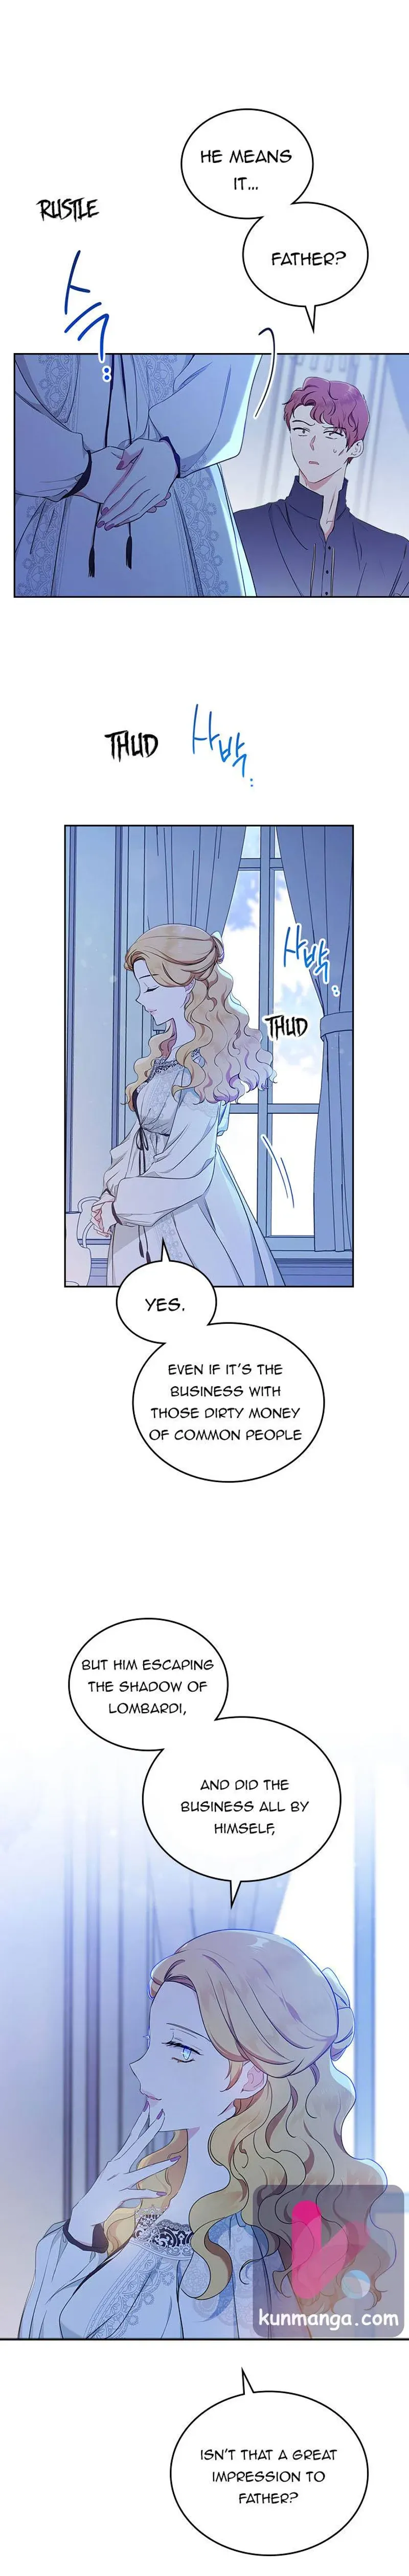 HE MEANS
IT...
RUSTLE
FATHER?
스
윽
THUD
사박
사박
THUD
YES.
EVEN IF IT'S THE
BUSINESS WITH
THOSE DIRTY MONEY
OF COMMON PEOPLE
BUT HIM ESCAPING
THE SHADOW OF
LOMBARDI,
AND DID THE
BUSINESS ALL BY
HIMSELF,
kunmanga.com
ISN'T THAT A GREAT
IMPRESSION TO
FATHER?